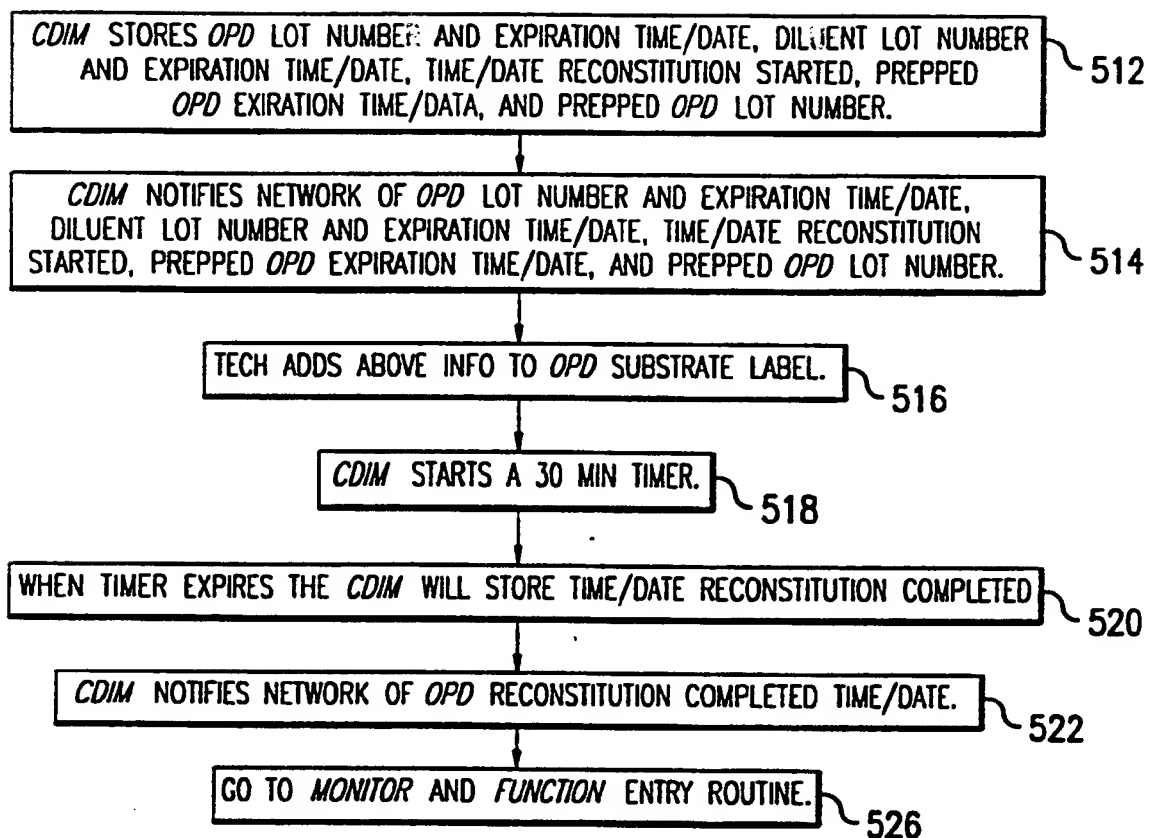 CDIM STORES OPD LOT NUMBER AND EXPIRATION TIME/DATE, DILUENT LOT NUMBER
AND EXPIRATION TIME/DATE, TIME/DATE RECONSTITUTION STARTED, PREPPED
OPD EXIRATION TIME/DATA, AND PREPPED OPD LOT NUMBER.
512
CDIM NOTIFIES NETWORK OF OPD LOT NUMBER AND EXPIRATION TIME/DATE,
DILUENT LOT NUMBER AND EXPIRATION TIME/DATE, TIME/DATE RECONSTITUTION
STARTED, PREPPED OPD EXPIRATION TIME/DATE, AND PREPPED OPD LOT NUMBER.
514
TECH ADDS ABOVE INFO TO OPD SUBSTRATE LABEL.
516
CDIM STARTS A 30 MIN TIMER.
518
WHEN TIMER EXPIRES THE CDIM WILL STORE TIME/DATE RECONSTITUTION COMPLETED
520
CDIM NOTIFIES NETWORK OF OPD RECONSTITUTION COMPLETED TIME/DATE.
522
GO TO MONITOR AND FUNCTION ENTRY ROUTINE.
526